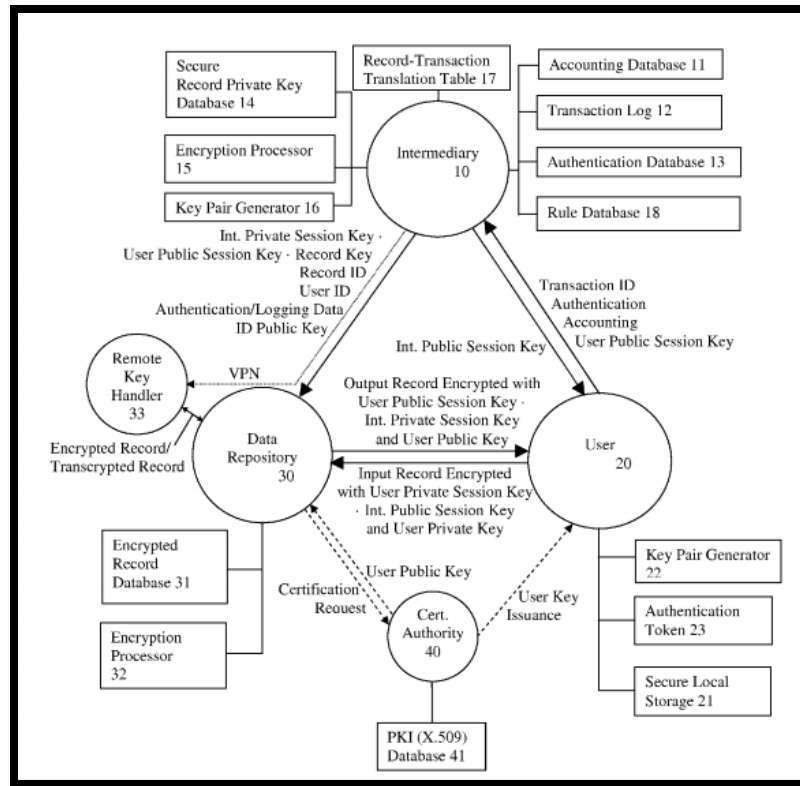 Secure
Record Private Key
Database 14
Record-Transaction
Translation Table 17
Accounting Database 11
Transaction Log 12
Encryption Processor
15
Intermediary
10
Authentication Database 13
Key Pair Generator 16
Rule Database 18
Int. Private Session Key ·
User Public Session Key · Record Key
Record ID
User ID
Authentication/Logging Data
ID Public Key
Transaction ID
Authentication
Accounting
User Public Session Key
Int. Public Session Key
Remote
Key
Handler
33
VPN
Output Record Encrypted with
User Public Session Key ·
Int. Private Session Key
and User Public Key
Encrypted Record/
Transcrypted Record
Data
Repository
30
User
20
Input Record Encrypted
with User Private Session Key
· Int. Public Session Key
and User Private Key
Encrypted
Record
Database 31
Encryption
Processor
32
User Public Key
Certification
Request
Cert.
Authority
40
User Key
Issuance
Key Pair Generator
22
Authentication
Token 23
Secure Local
Storage 21
PKI (X.509)
Database 41